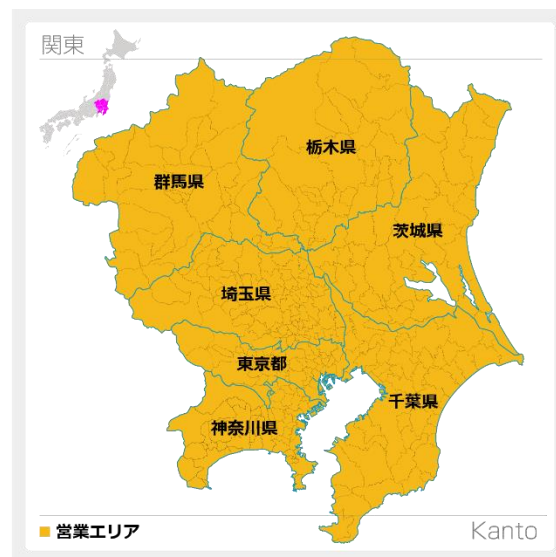 関東
栃木県
群馬県
茨城県
埼玉県
東京都
千葉県
神奈川県
営業エリア
Kanto